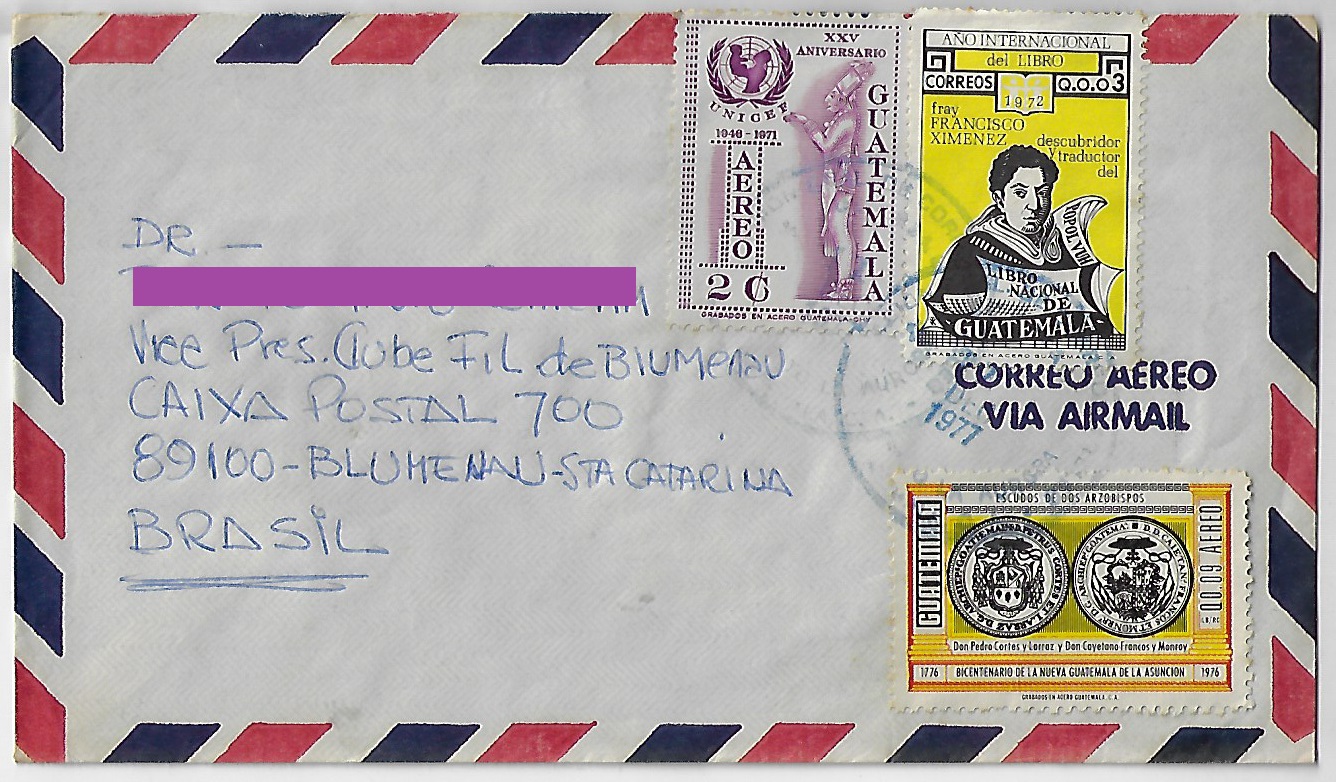 DR. —
Vice Pres. Clube FIL de BLUMENAU
CAIXA POSTAL 700
89100 - BLUMENAU - STA CATARINA
BRASIL
XXV
ANIVERSARIO
UNICEF
1946 - 1971
AEREO
GUATEMALA
2 ¢
GRABADOS EN ACERO GUATEMALA
AÑO INTERNACIONAL
del LIBRO
CORREOS Q.0.03
1972
fray
FRANCISCO
XIMENEZ
descubridor
y traductor
del
POPOL VUH
LIBRO
NACIONAL
DE
GUATEMALA
GRABADOS EN ACERO GUATEMALA C.A.
CORREO AEREO
VIA AIRMAIL
1977
ESCUDOS DE DOS ARZOBISPOS
GUATEMALA
Q0.09 AEREO
Don Pedro Cortes y Larraz y Don Cayetano Francos y Monroy
1776 BICENTENARIO DE LA NUEVA GUATEMALA DE LA ASUNCION 1976
GRABADOS EN ACERO GUATEMALA, C.A.